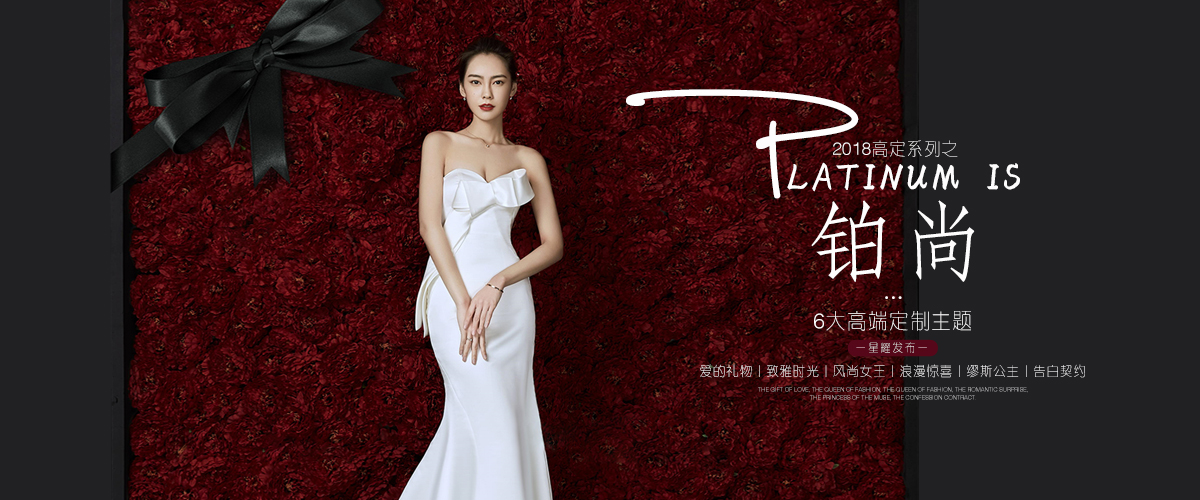 2018高定系列之
PLATINUM IS
铂尚
...
6大高端定制主题
一星耀发布一
爱的礼物 | 致雅时光 | 风尚女王 | 浪漫惊喜 | 缪斯公主 | 告白契约
THE GIFT OF LOVE, THE QUEEN OF FASHION, THE QUEEN OF FASHION, THE ROMANTIC SURPRISE,
THE PRINCESS OF THE MUSE, THE CONFESSION CONTRACT.